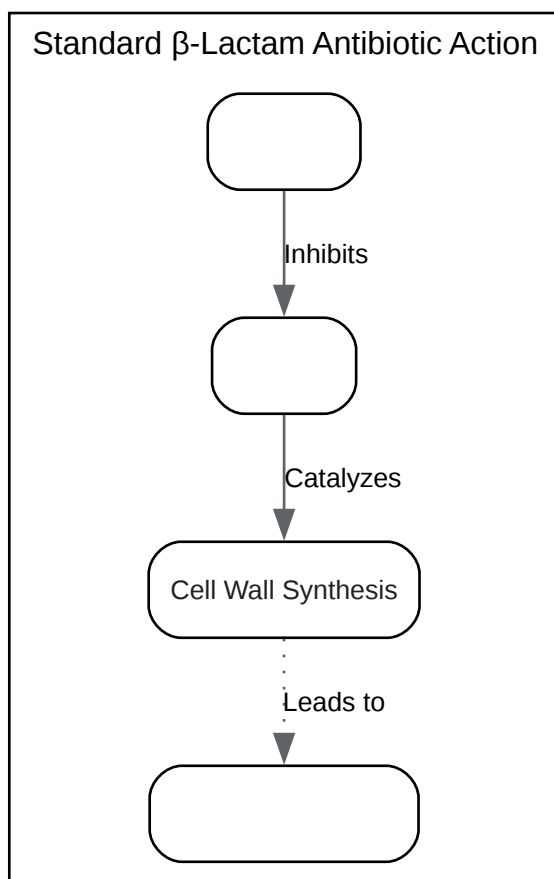 Standard β-Lactam Antibiotic Action
Inhibits
Catalyzes
Cell Wall Synthesis
Leads to